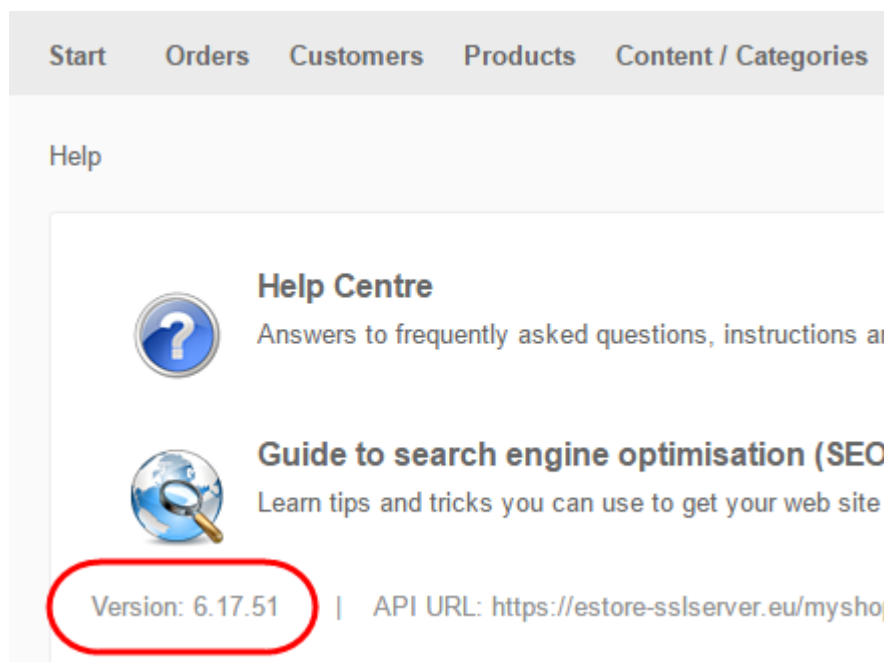 Start Orders Customers Products Content / Categories
Help
Help Centre
Answers to frequently asked questions, instructions
Guide to search engine optimisation (SEO
Learn tips and tricks you can use to get your web site
Version: 6.17.51 | API URL: https://estore-sslserver.eu/mysho